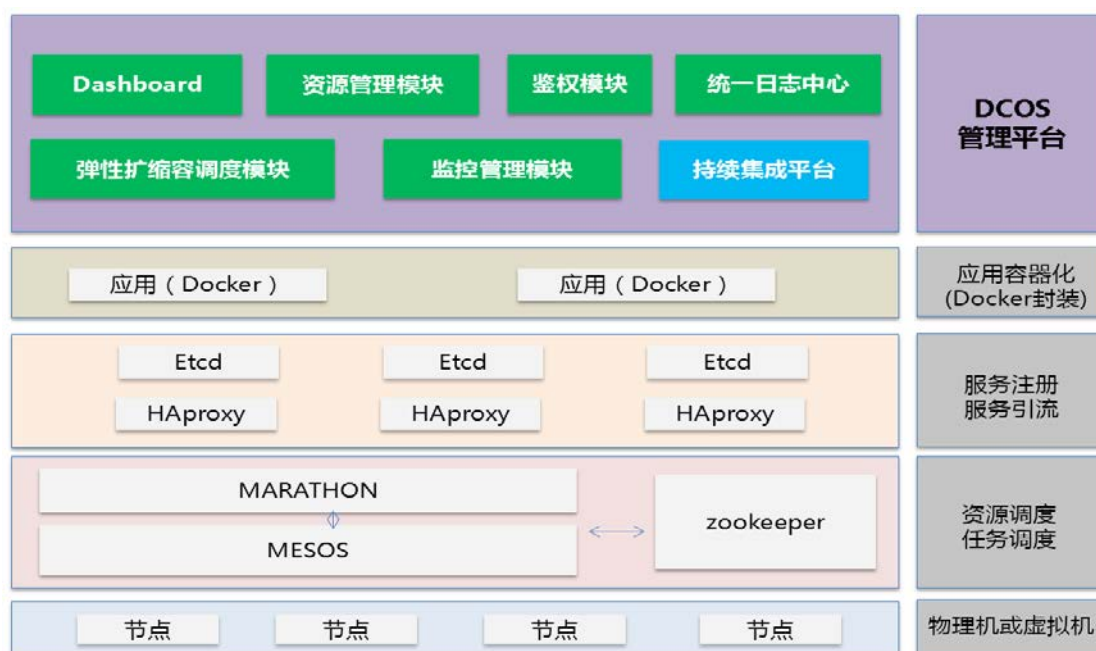 Dashboard
资源管理模块
鉴权模块
统一日志中心
弹性扩缩容调度模块
监控管理模块
持续集成平台
DCOS
管理平台
应用（Docker）
应用（Docker）
应用容器化
(Docker封装)
Etcd
Etcd
Etcd
HAproxy
HAproxy
HAproxy
服务注册
服务引流
MARATHON
MESOS
zookeeper
资源调度
任务调度
节点
节点
节点
节点
物理机或虚拟机